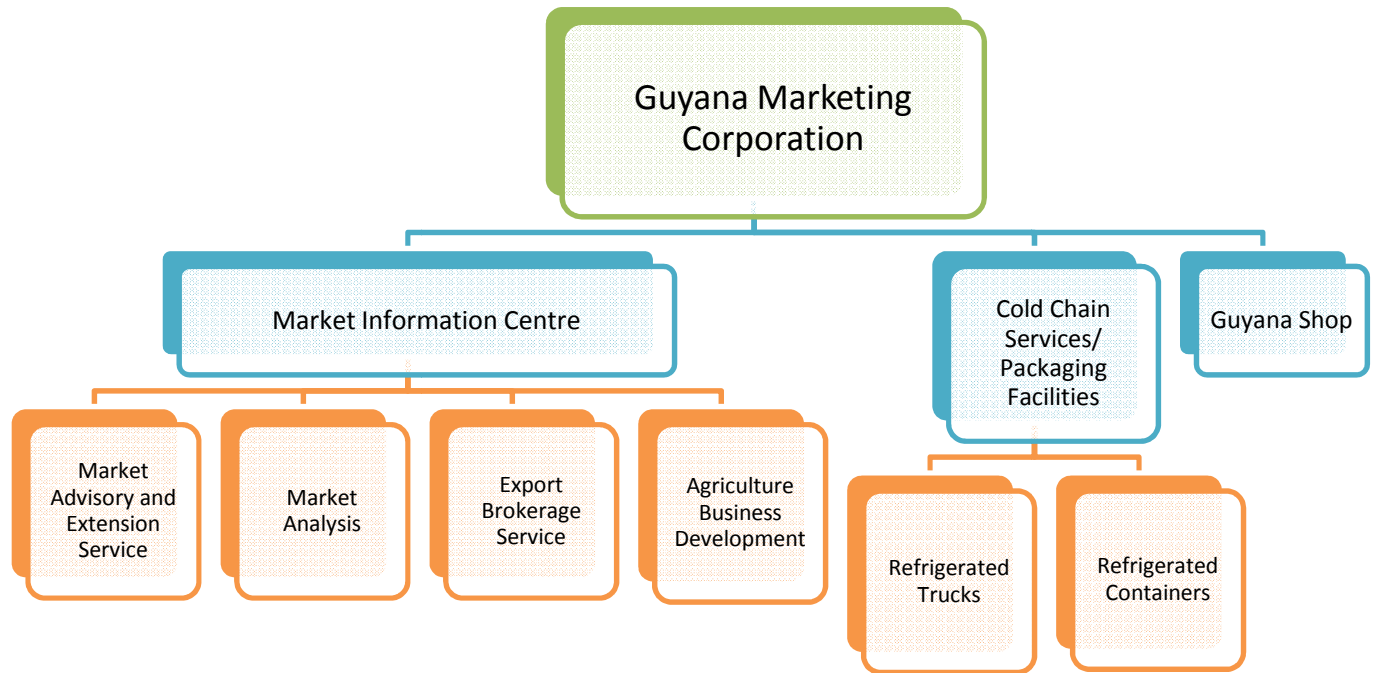 Guyana Marketing
Corporation
Market Information Centre
Cold Chain
Services/
Packaging
Facilities
Guyana Shop
Market
Advisory and
Extension
Service
Market
Analysis
Export
Brokerage
Service
Agriculture
Business
Development
Refrigerated
Trucks
Refrigerated
Containers